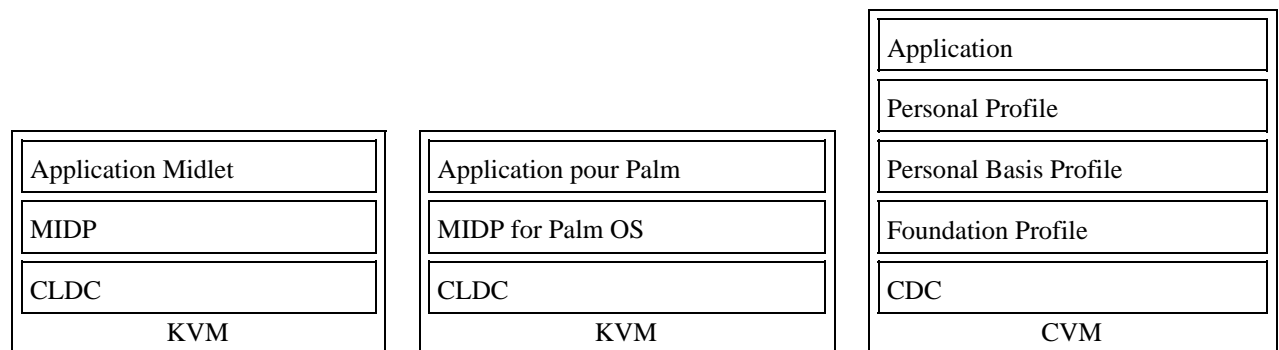 Application Midlet
MIDP
CLDC
KVM
Application pour Palm
MIDP for Palm OS
CLDC
KVM
Application
Personal Profile
Personal Basis Profile
Foundation Profile
CDC
CVM